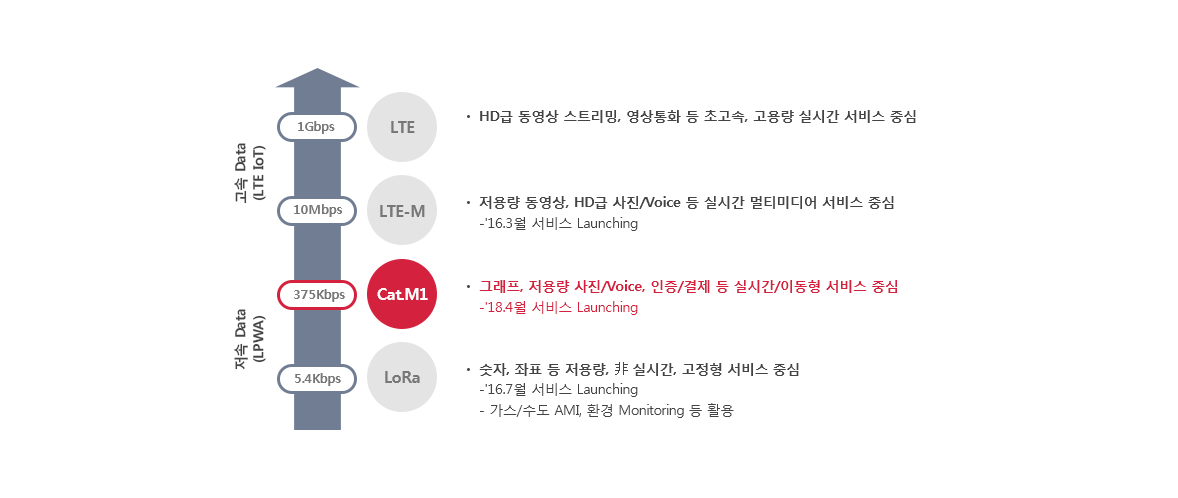 고속 Data
(LTE IoT)
1Gbps
LTE
• HD급 동영상 스트리밍, 영상통화 등 초고속, 고용량 실시간 서비스 중심
10Mbps
LTE-M
• 저용량 동영상, HD급 사진/Voice 등 실시간 멀티미디어 서비스 중심
-'16.3월 서비스 Launching
저속 Data
(LPWA)
375Kbps
Cat.M1
• 그래프, 저용량 사진/Voice, 인증/결제 등 실시간/이동형 서비스 중심
-'18.4월 서비스 Launching
5.4Kbps
LoRa
• 숫자, 좌표 등 저용량, 非 실시간, 고정형 서비스 중심
-'16.7월 서비스 Launching
- 가스/수도 AMI, 환경 Monitoring 등 활용